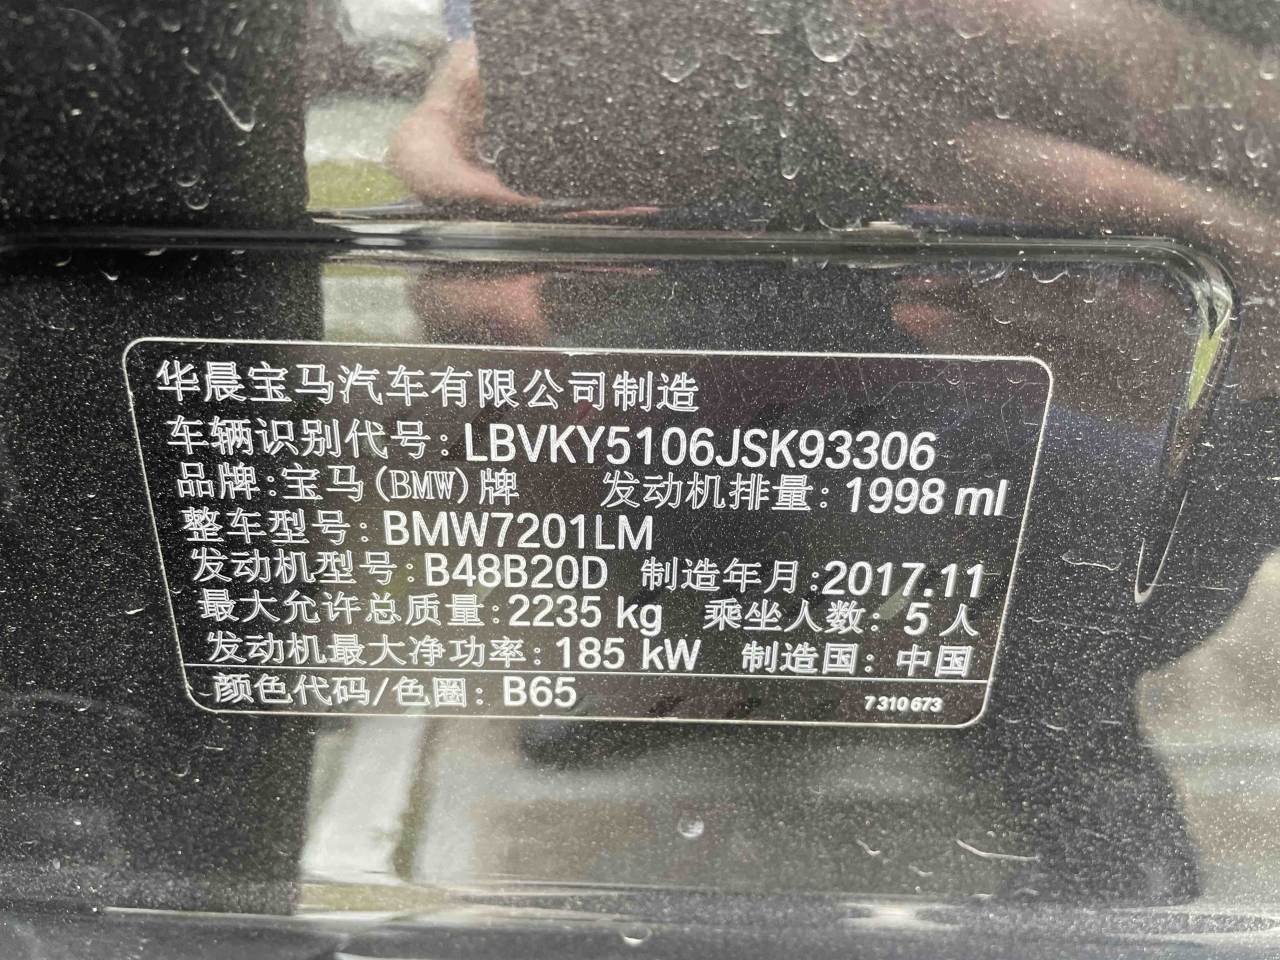 华晨宝马汽车有限公司制造
车辆识别代号:LBVKY5106JSK93306
品牌:宝马(BMW)牌 发动机排量:1998 ml
整车型号:BMW7201LM
发动机型号:B48B20D 制造年月:2017.11
最大允许总质量:2235 kg 乘坐人数:5人
发动机最大净功率:185 kW 制造国:中国
颜色代码/色圈:B65 7 310 673